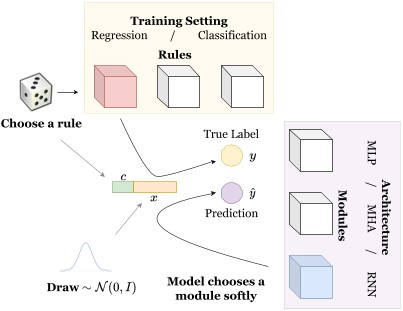 Training Setting
Regression / Classification
Rules
Choose a rule
True Label
c
y
x
ŷ
Prediction
Draw ∼ 𝒩(0, I)
Model chooses a
module softly
MLP / MHA / RNN
Modules
Architecture